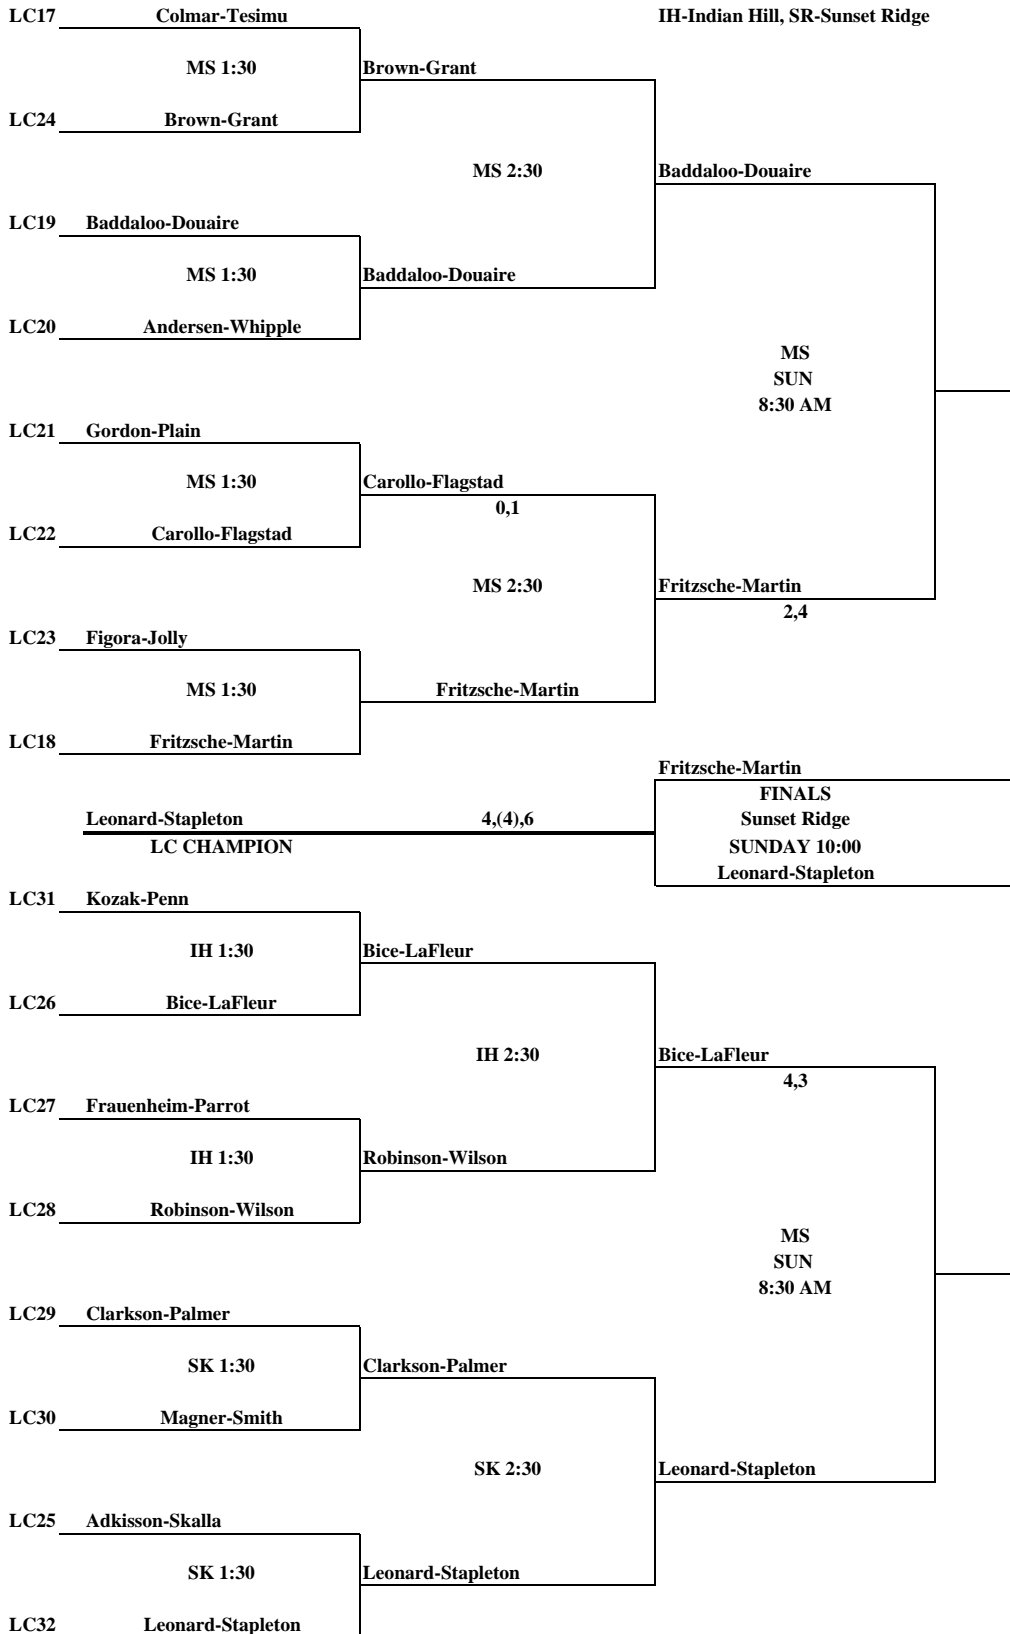 LC17 Colmar-Tesimu IH-Indian Hill, SR-Sunset Ridge
MS 1:30 Brown-Grant
LC24 Brown-Grant
MS 2:30 Baddaloo-Douaire
LC19 Baddaloo-Douaire
MS 1:30 Baddaloo-Douaire
LC20 Andersen-Whipple
MS
SUN
8:30 AM
LC21 Gordon-Plain
MS 1:30 Carollo-Flagstad
0,1
LC22 Carollo-Flagstad
MS 2:30 Fritzsche-Martin
2,4
LC23 Figora-Jolly
MS 1:30 Fritzsche-Martin
LC18 Fritzsche-Martin
Fritzsche-Martin
FINALS
Leonard-Stapleton 4,(4),6 Sunset Ridge
LC CHAMPION SUNDAY 10:00
Leonard-Stapleton
LC31 Kozak-Penn
IH 1:30 Bice-LaFleur
LC26 Bice-LaFleur
IH 2:30 Bice-LaFleur
4,3
LC27 Frauenheim-Parrot
IH 1:30 Robinson-Wilson
LC28 Robinson-Wilson
MS
SUN
8:30 AM
LC29 Clarkson-Palmer
SK 1:30 Clarkson-Palmer
LC30 Magner-Smith
SK 2:30 Leonard-Stapleton
LC25 Adkisson-Skalla
SK 1:30 Leonard-Stapleton
LC32 Leonard-Stapleton